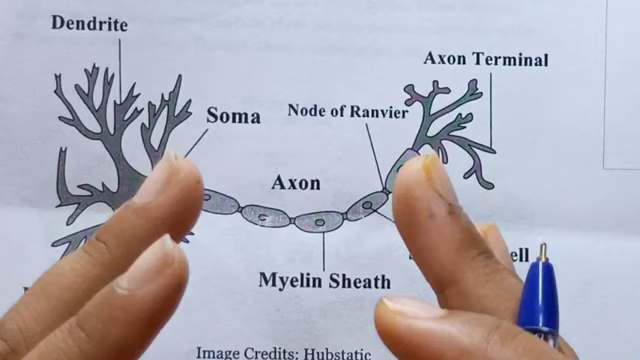 Dendrite
Axon Terminal
Soma
Node of Ranvier
Axon
Myelin Sheath
Image Credits: Hubstatic